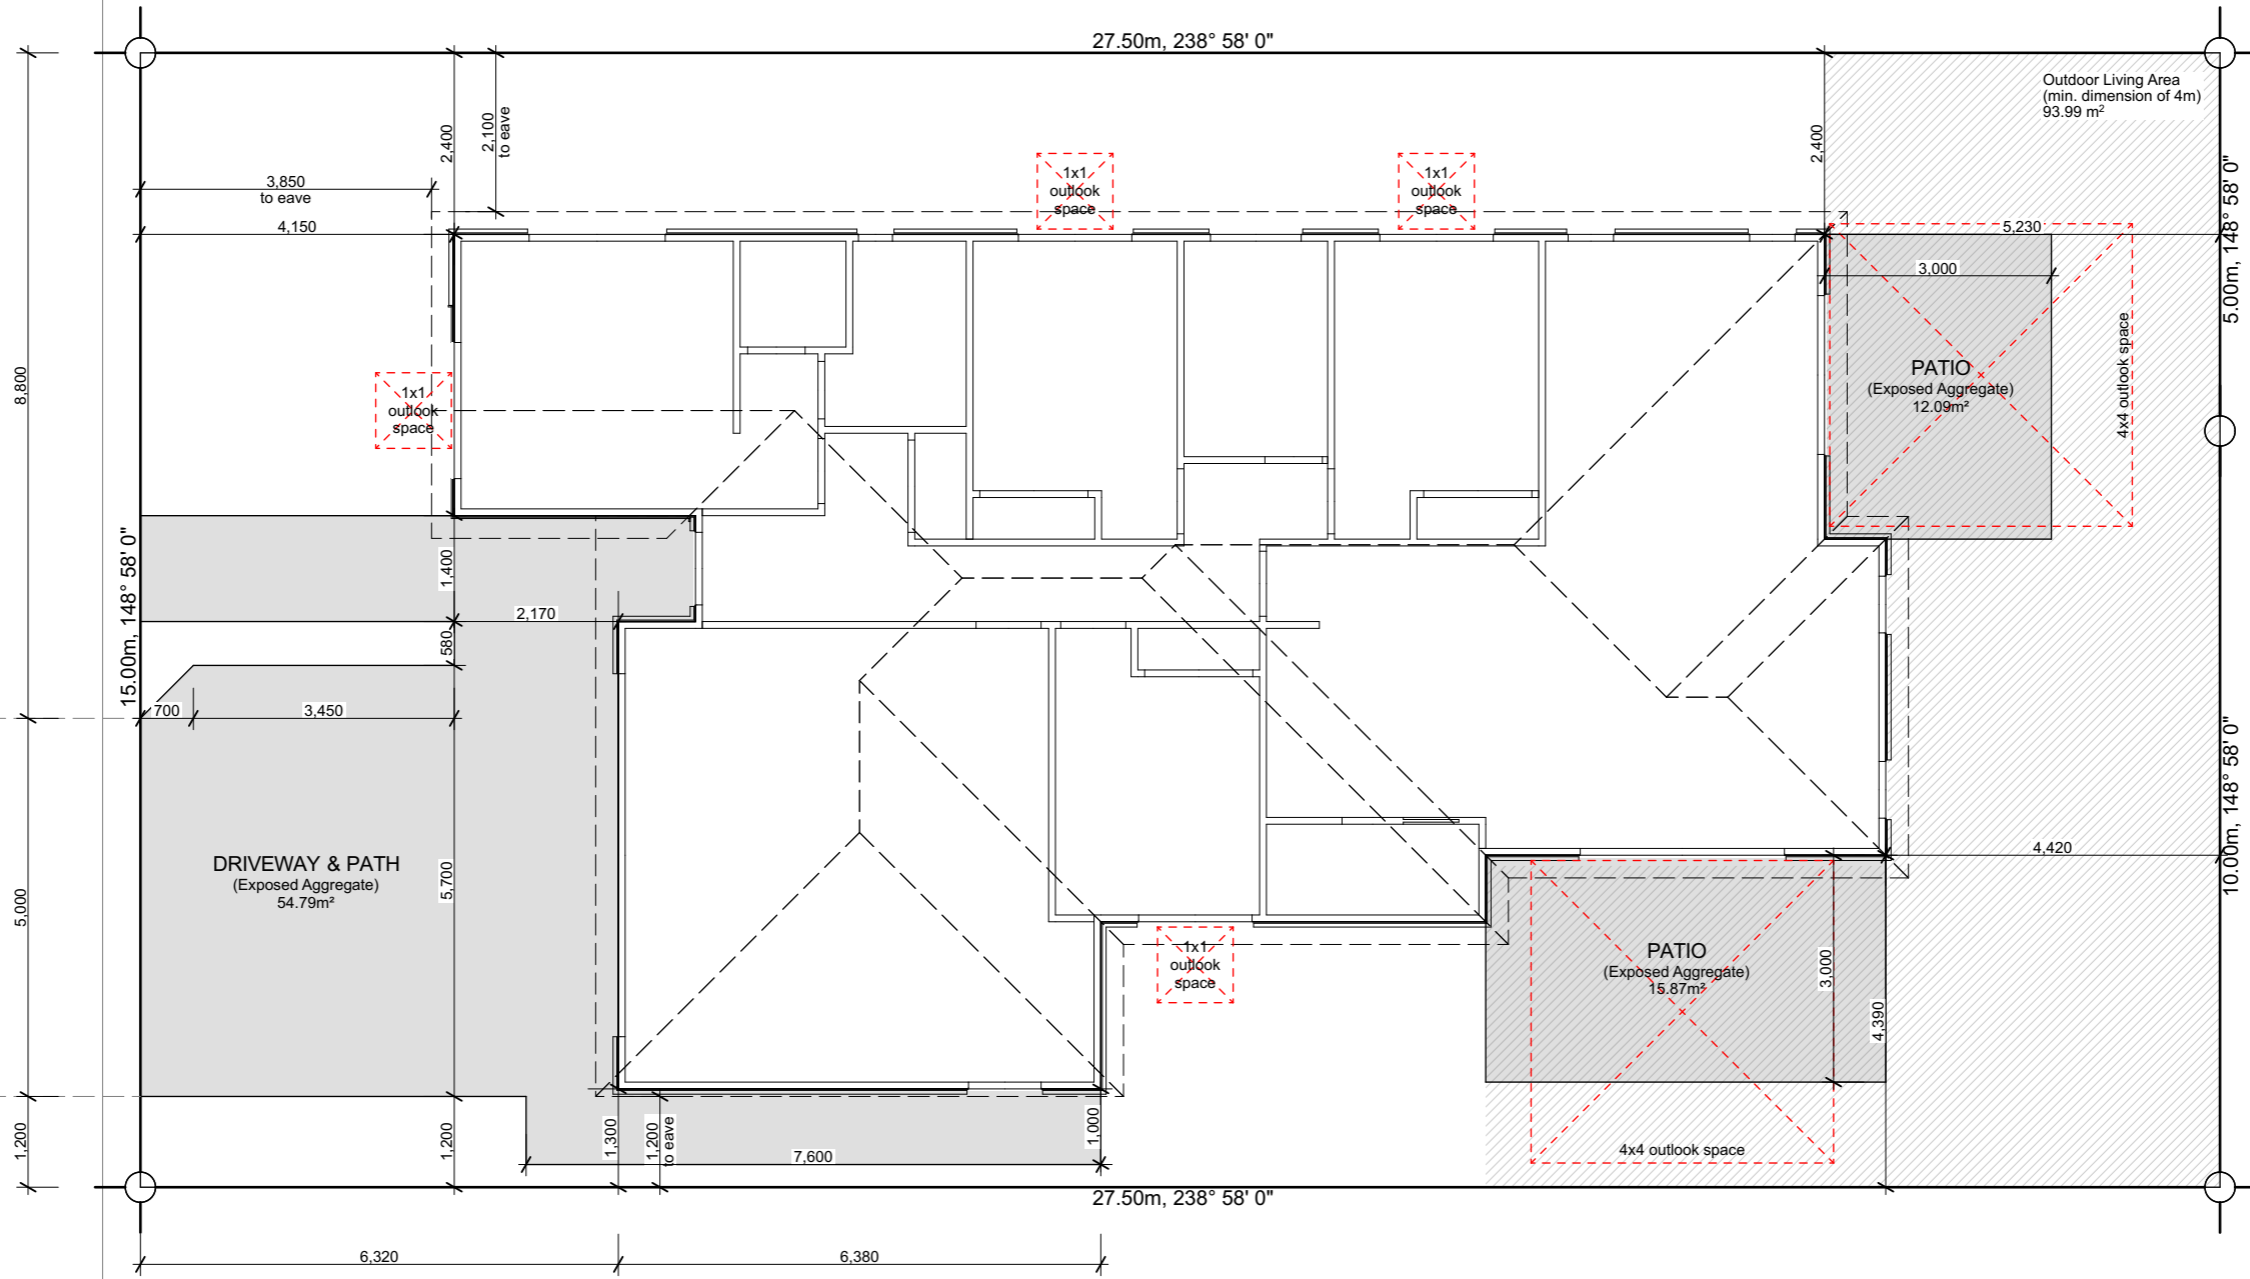 27.50m, 238° 58' 0"
Outdoor Living Area
(min. dimension of 4m)
93.99 m²
2,400
2,100
to eave
2,400
3,850
to eave
4,150
1x1
outlook
space
1x1
outlook
space
5.00m, 148° 58' 0"
5,230
3,000
4x4 outlook space
PATIO
(Exposed Aggregate)
12.09m²
8,800
1x1
outlook
space
15.00m, 148° 58' 0"
1,400
2,170
580
700
3,450
DRIVEWAY & PATH
(Exposed Aggregate)
54.79m²
5,700
5,000
4,420
10.00m, 148° 58' 0"
1x1
outlook
space
PATIO
(Exposed Aggregate)
15.87m²
3,000
4,390
1,200
1,200
1,300
1,200
to eave
1,000
7,600
4x4 outlook space
27.50m, 238° 58' 0"
6,320
6,380